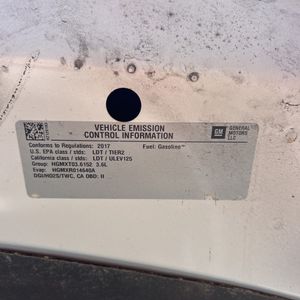 VEHICLE EMISSION
CONTROL INFORMATION
GM
GENERAL
MOTORS
LLC
Conforms to Regulations: 2017 Fuel: Gasoline
U.S. EPA class / stds: LDT / TIER2
California class / stds: LDT / ULEV125
Group: HGMXT03.6152 3.6L
Evap: HGMXR0146
DGI/HO2S/TWC, CA OBD: II